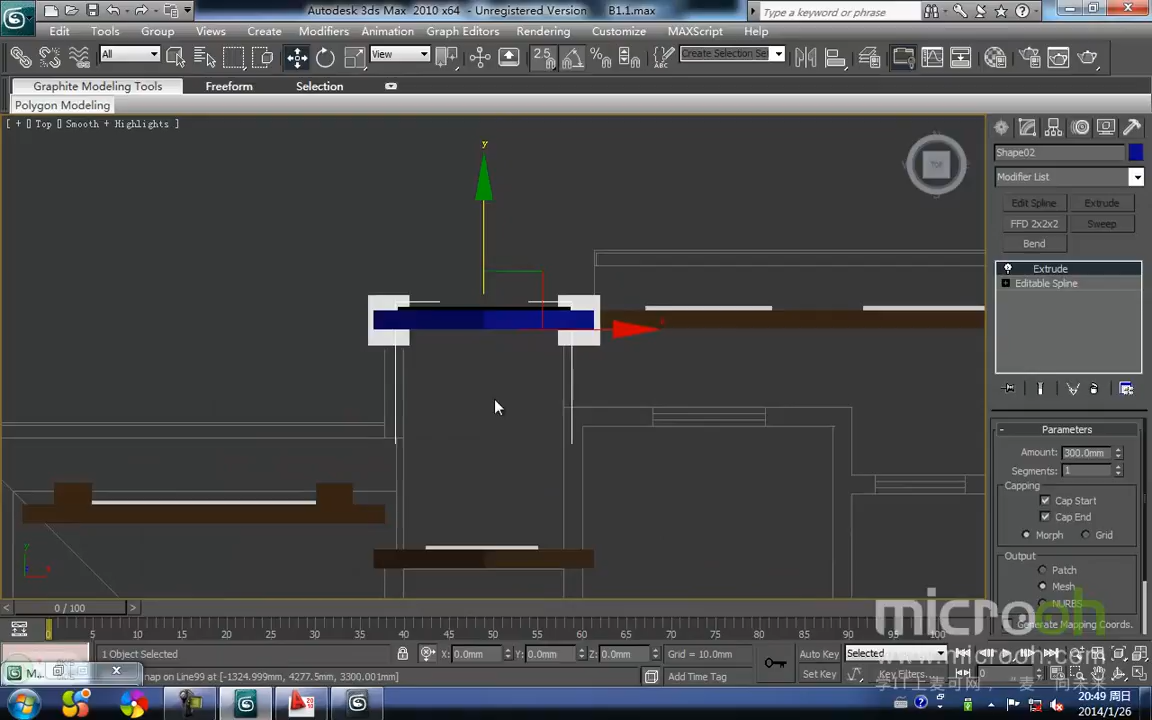 Autodesk 3ds Max 2010 x64 - Unregistered Version B1.1.max
Type a keyword or phrase
Edit Tools Group Views Create Modifiers Animation Graph Editors Rendering Customize MAXScript Help
All View 2.5 Create Selection Se
Graphite Modeling Tools Freeform Selection
Polygon Modeling
[ + [] Top [] Smooth + Highlights ]
y
TOP
Shape02
Modifier List
Edit Spline Extrude
FFD 2x2x2 Sweep
Bend
Extrude
Editable Spline
Parameters
Amount: 300.0mm
Segments: 1
Capping
Cap Start
Cap End
Morph Grid
Output
Patch
Mesh
NURBS
Generate Mapping Coords.
microoh
0 / 100
0 5 10 15 20 25 30 35 40 45 50 55 60 65 70 75 80 85 90 95 100
1 Object Selected X: 0.0mm Y: 0.0mm Z: 0.0mm Grid = 10.0mm Auto Key Selected
www.microoh.com
nap on Line99 at [-1324.999mm, 4277.5mm, 3300.001mm] Add Time Tag Set Key
20:49 周日
2014/1/26